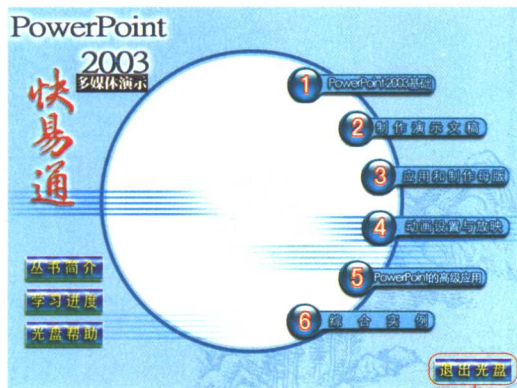 PowerPoint
2003
多媒体演示
快易通
1 PowerPoint 2003基础
2 制作演示文稿
3 应用和制作母版
4 动画设置与放映
5 PowerPoint的高级应用
6 综合实例
丛书简介
学习进度
光盘帮助
退出光盘